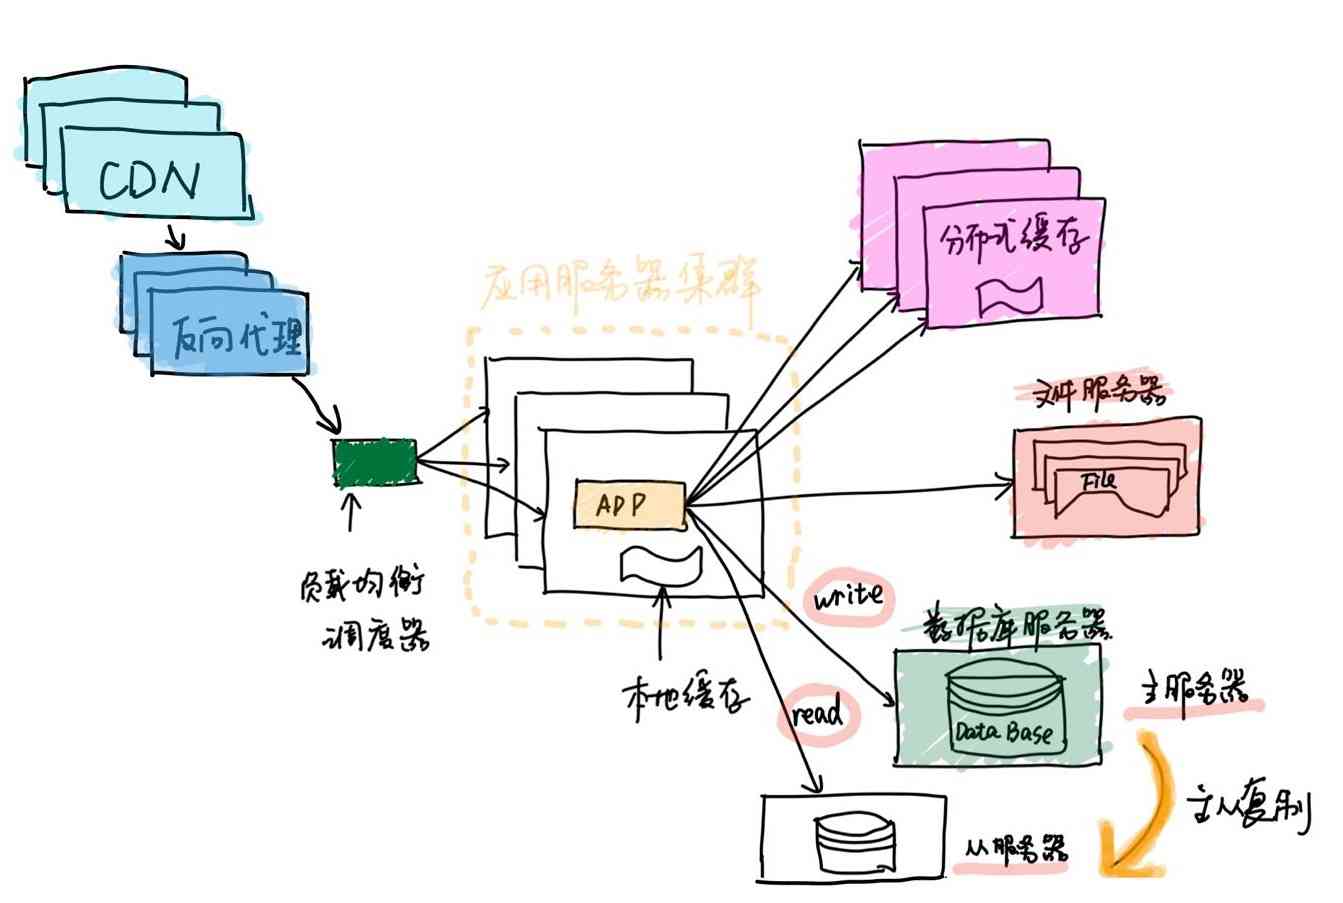 CDN
反向代理
负载均衡
调度器
应用服务器集群
APP
本地缓存
分布式缓存
文件服务器
File
write
read
数据库服务器
Data Base
主服务器
主从复制
从服务器